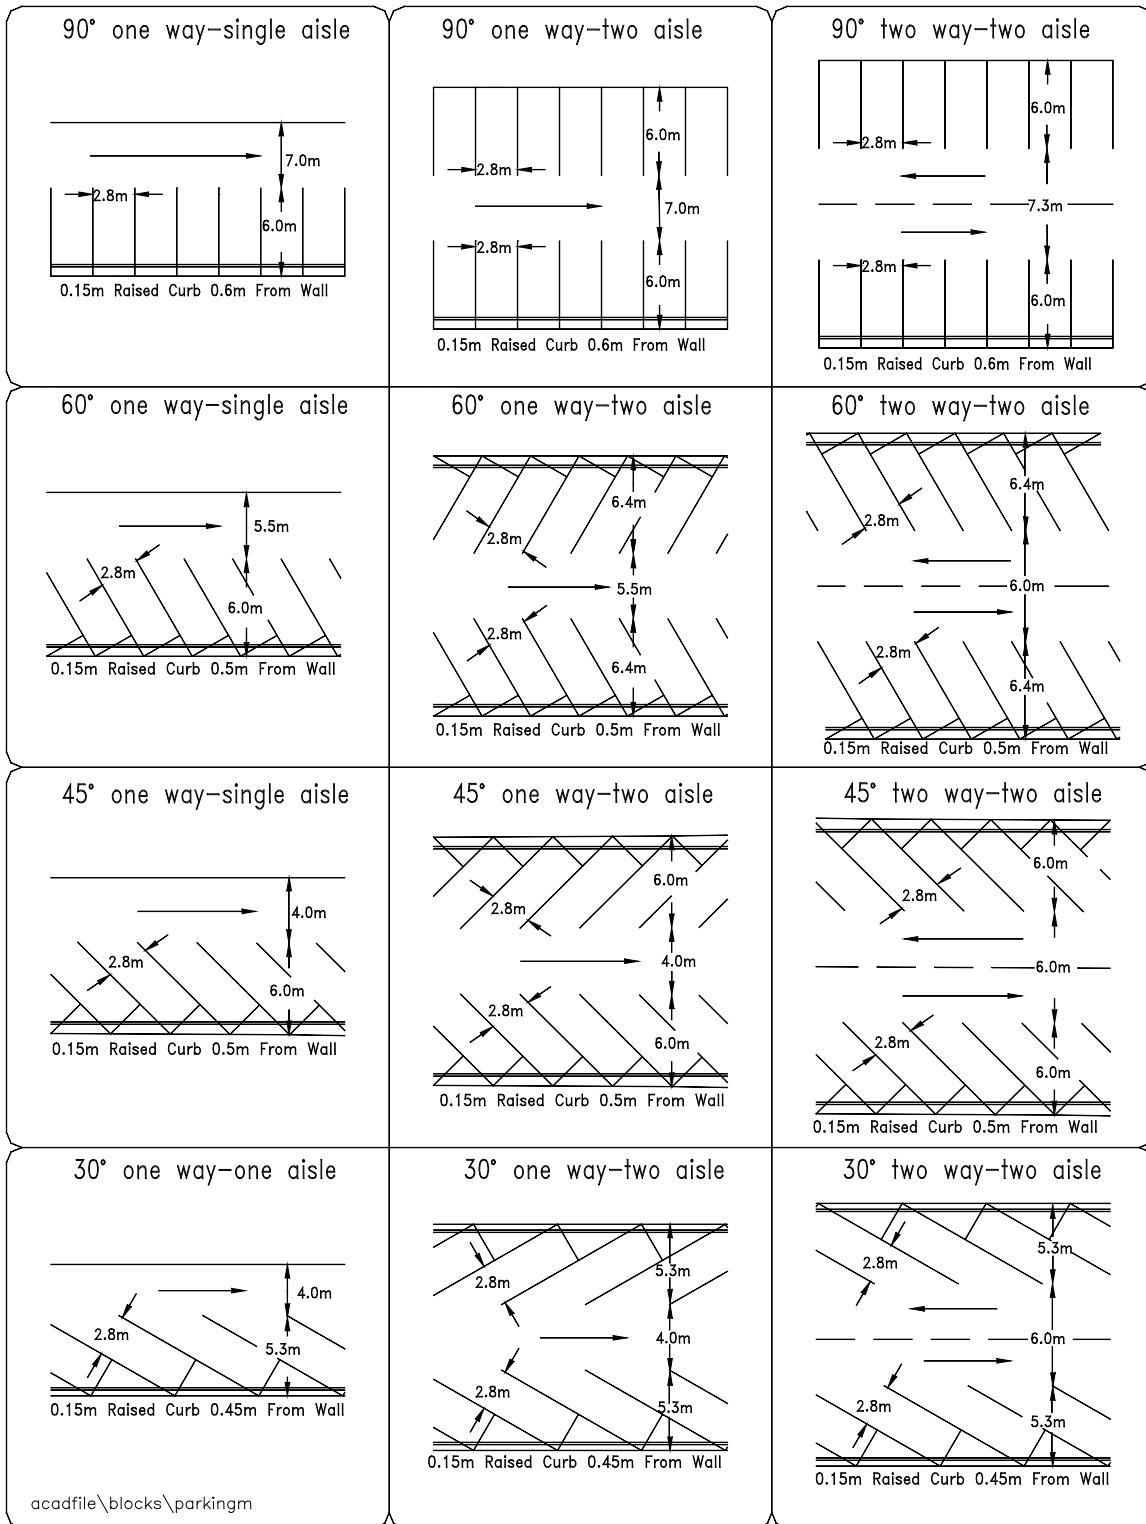 90° one way-single aisle
7.0m
2.8m
6.0m
0.15m Raised Curb 0.6m From Wall
90° one way-two aisle
6.0m
2.8m
7.0m
2.8m
6.0m
0.15m Raised Curb 0.6m From Wall
90° two way-two aisle
6.0m
2.8m
7.3m
2.8m
6.0m
0.15m Raised Curb 0.6m From Wall
60° one way-single aisle
5.5m
2.8m
6.0m
0.15m Raised Curb 0.5m From Wall
60° one way-two aisle
6.4m
2.8m
5.5m
2.8m
6.4m
0.15m Raised Curb 0.5m From Wall
60° two way-two aisle
6.4m
2.8m
6.0m
2.8m
6.4m
0.15m Raised Curb 0.5m From Wall
45° one way-single aisle
4.0m
2.8m
6.0m
0.15m Raised Curb 0.5m From Wall
45° one way-two aisle
6.0m
2.8m
4.0m
2.8m
6.0m
0.15m Raised Curb 0.5m From Wall
45° two way-two aisle
6.0m
2.8m
6.0m
2.8m
6.0m
0.15m Raised Curb 0.5m From Wall
30° one way-one aisle
4.0m
2.8m
5.3m
0.15m Raised Curb 0.45m From Wall
30° one way-two aisle
5.3m
2.8m
4.0m
2.8m
5.3m
0.15m Raised Curb 0.45m From Wall
30° two way-two aisle
5.3m
2.8m
6.0m
2.8m
5.3m
0.15m Raised Curb 0.45m From Wall
acadfile\blocks\parkingm